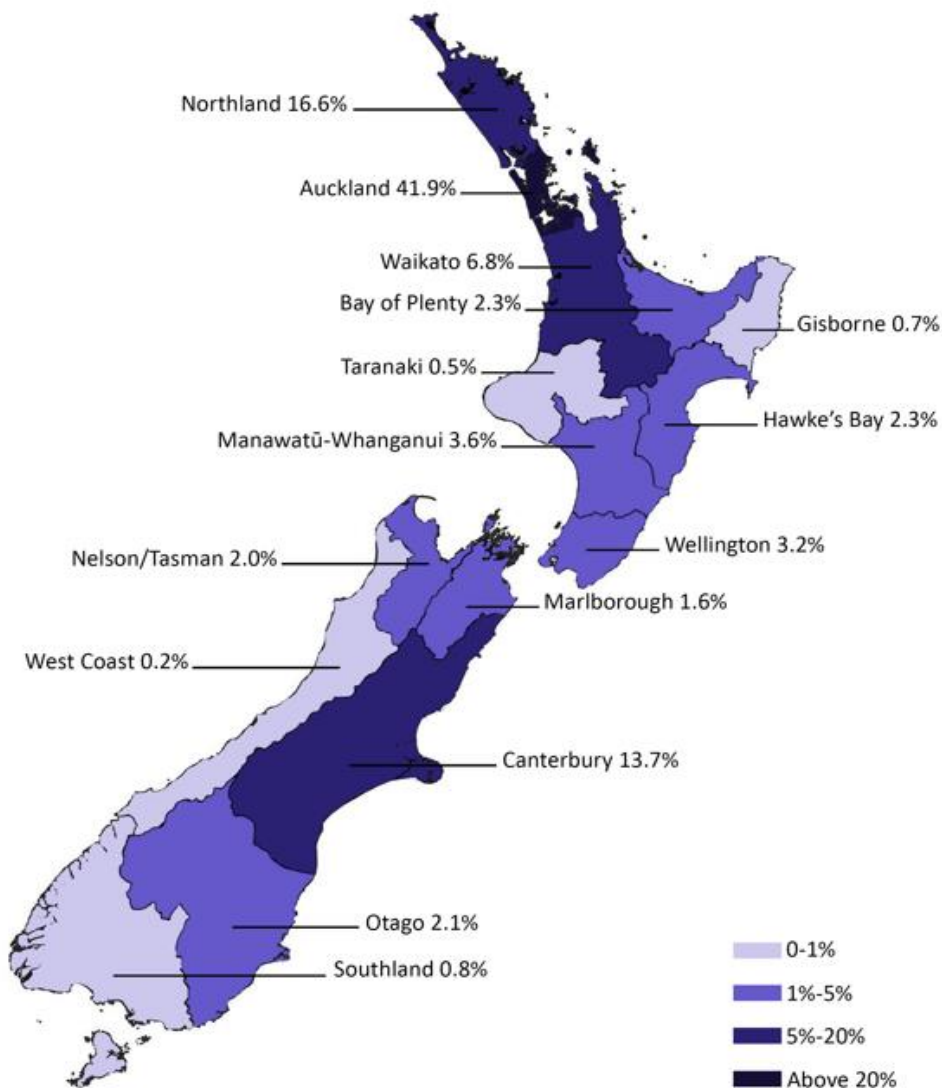 Northland 16.6%
Auckland 41.9%
Waikato 6.8%
Bay of Plenty 2.3%
Gisborne 0.7%
Taranaki 0.5%
Hawke’s Bay 2.3%
Manawatū-Whanganui 3.6%
Wellington 3.2%
Nelson/Tasman 2.0%
Marlborough 1.6%
West Coast 0.2%
Canterbury 13.7%
Otago 2.1%
Southland 0.8%
0-1%
1%-5%
5%-20%
Above 20%